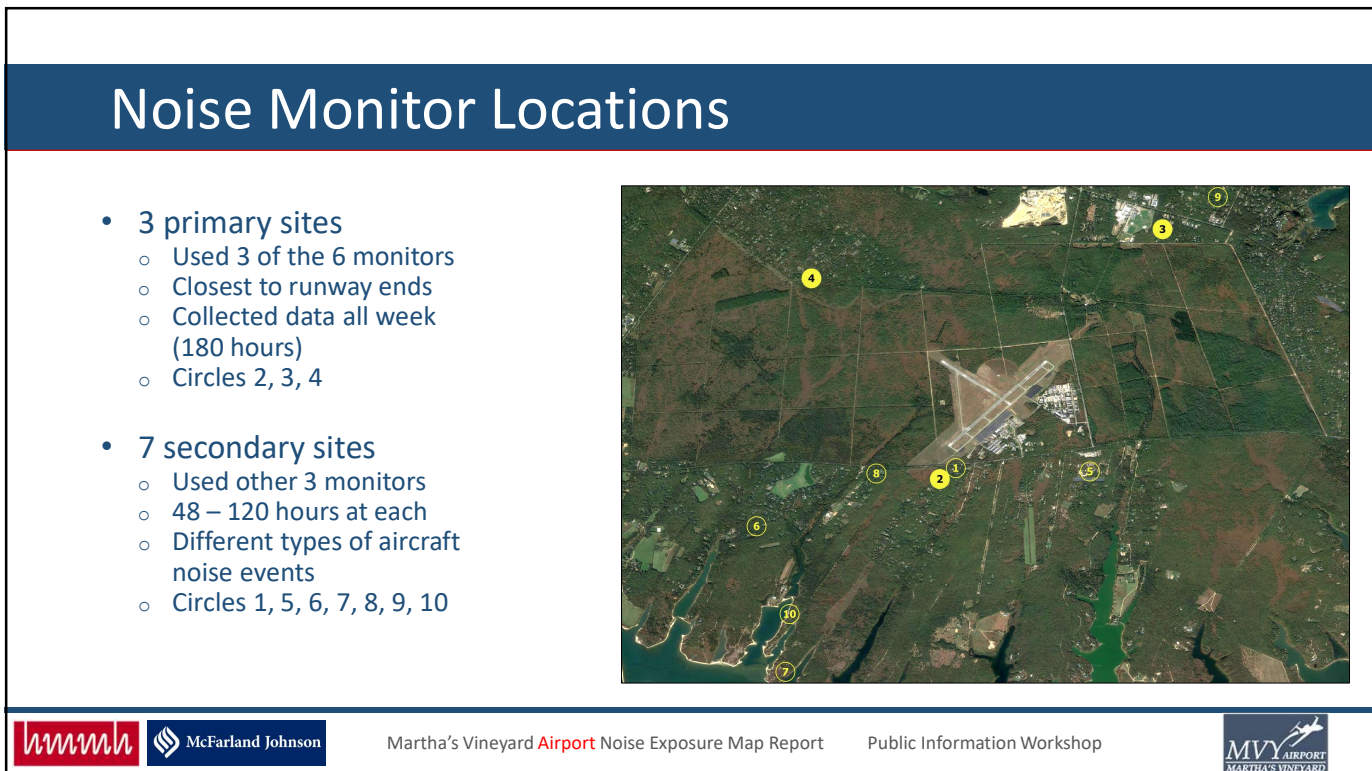 Noise Monitor Locations
• 3 primary sites
o Used 3 of the 6 monitors
o Closest to runway ends
o Collected data all week
(180 hours)
o Circles 2, 3, 4
• 7 secondary sites
o Used other 3 monitors
o 48 – 120 hours at each
o Different types of aircraft
noise events
o Circles 1, 5, 6, 7, 8, 9, 10
9
3
4
1
8
5
2
6
10
7
hmmh
McFarland Johnson
Martha’s Vineyard Airport Noise Exposure Map Report
Public Information Workshop
MVY AIRPORT
MARTHA'S VINEYARD